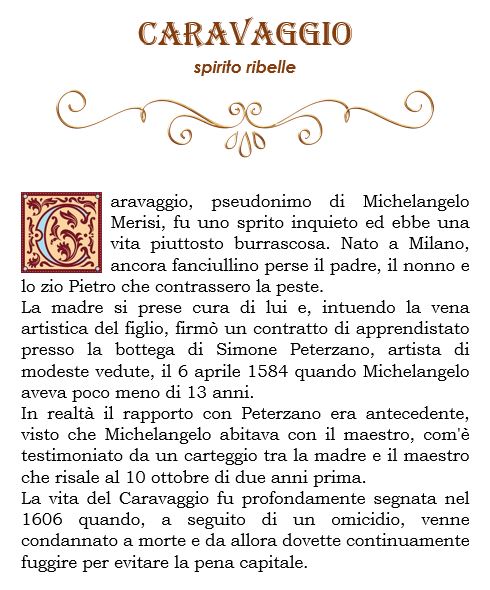 CARAVAGGIO
spirito ribelle
Caravaggio, pseudonimo di Michelangelo
Merisi, fu uno sprito inquieto ed ebbe una
vita piuttosto burrascosa. Nato a Milano,
ancora fanciullino perse il padre, il nonno e
lo zio Pietro che contrassero la peste.
La madre si prese cura di lui e, intuendo la vena
artistica del figlio, firmò un contratto di apprendistato
presso la bottega di Simone Peterzano, artista di
modeste vedute, il 6 aprile 1584 quando Michelangelo
aveva poco meno di 13 anni.
In realtà il rapporto con Peterzano era antecedente,
visto che Michelangelo abitava con il maestro, com'è
testimoniato da un carteggio tra la madre e il maestro
che risale al 10 ottobre di due anni prima.
La vita del Caravaggio fu profondamente segnata nel
1606 quando, a seguito di un omicidio, venne
condannato a morte e da allora dovette continuamente
fuggire per evitare la pena capitale.